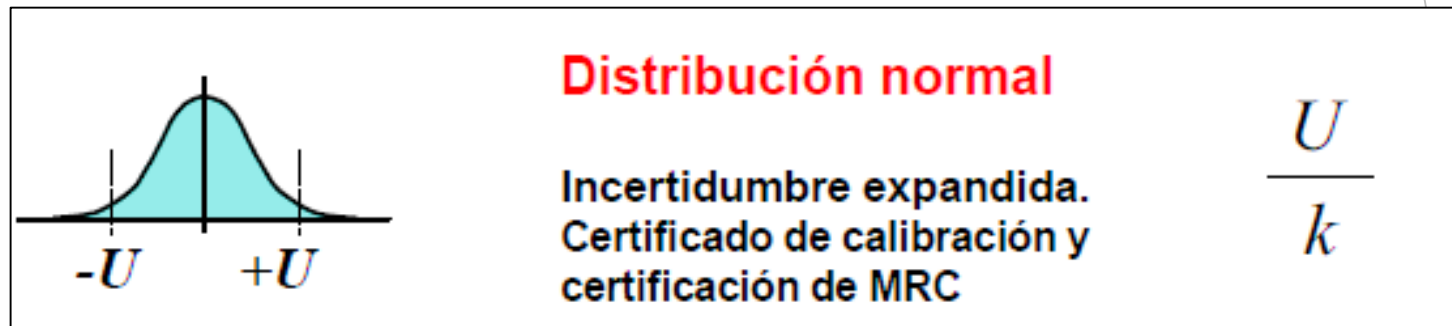 Distribución normal
Incertidumbre expandida.
Certificado de calibración y
certificación de MRC
-U +U
U
k